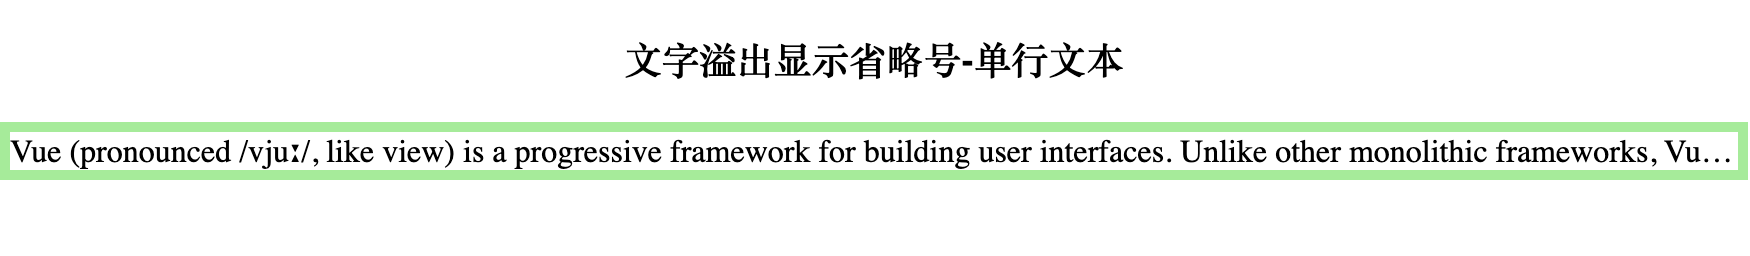 文字溢出显示省略号-单行文本
Vue (pronounced /vjuː/, like view) is a progressive framework for building user interfaces. Unlike other monolithic frameworks, Vu…